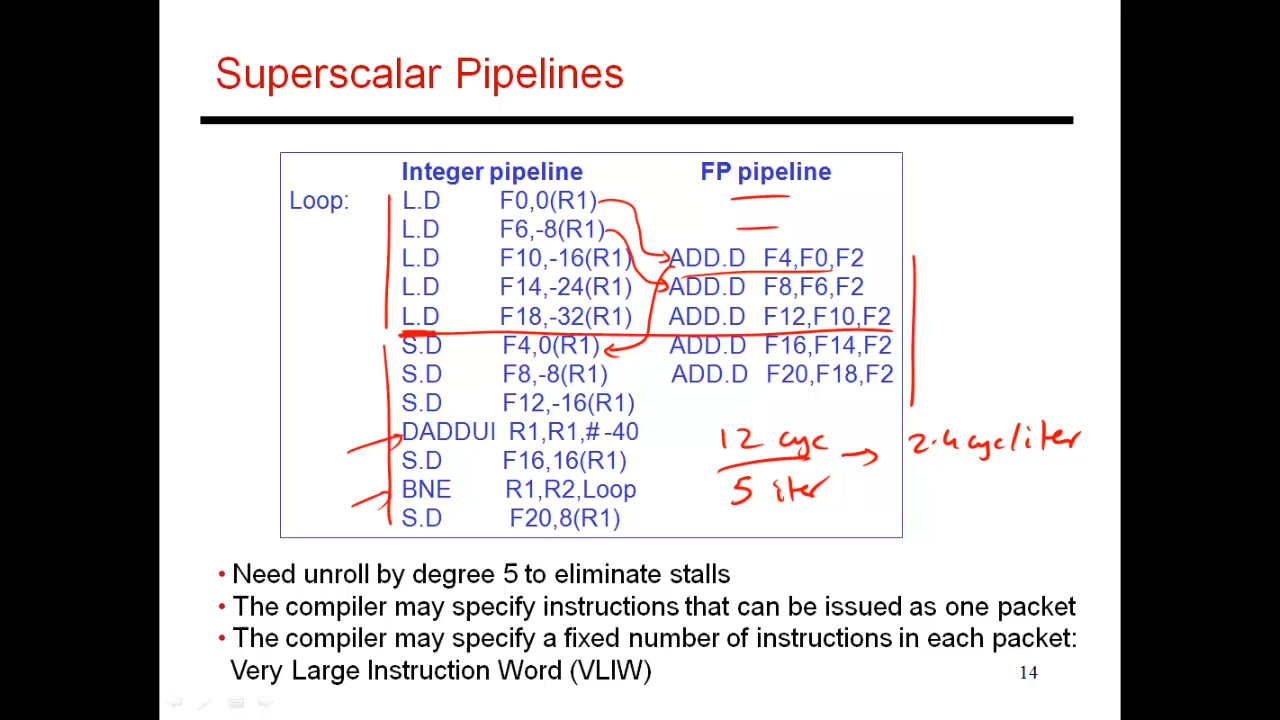 Superscalar Pipelines
Integer pipeline FP pipeline
Loop: L.D F0,0(R1)
L.D F6,-8(R1)
L.D F10,-16(R1) ADD.D F4,F0,F2
L.D F14,-24(R1) ADD.D F8,F6,F2
L.D F18,-32(R1) ADD.D F12,F10,F2
S.D F4,0(R1) ADD.D F16,F14,F2
S.D F8,-8(R1) ADD.D F20,F18,F2
S.D F12,-16(R1)
DADDUI R1,R1,# -40
S.D F16,16(R1)
BNE R1,R2,Loop
S.D F20,8(R1)
12 cyc
5 iter
2.4 cyc/iter
• Need unroll by degree 5 to eliminate stalls
• The compiler may specify instructions that can be issued as one packet
• The compiler may specify a fixed number of instructions in each packet:
Very Large Instruction Word (VLIW)
14